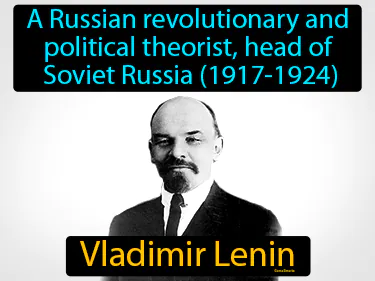 A Russian revolutionary and
political theorist, head of
Soviet Russia (1917-1924)
Vladimir Lenin